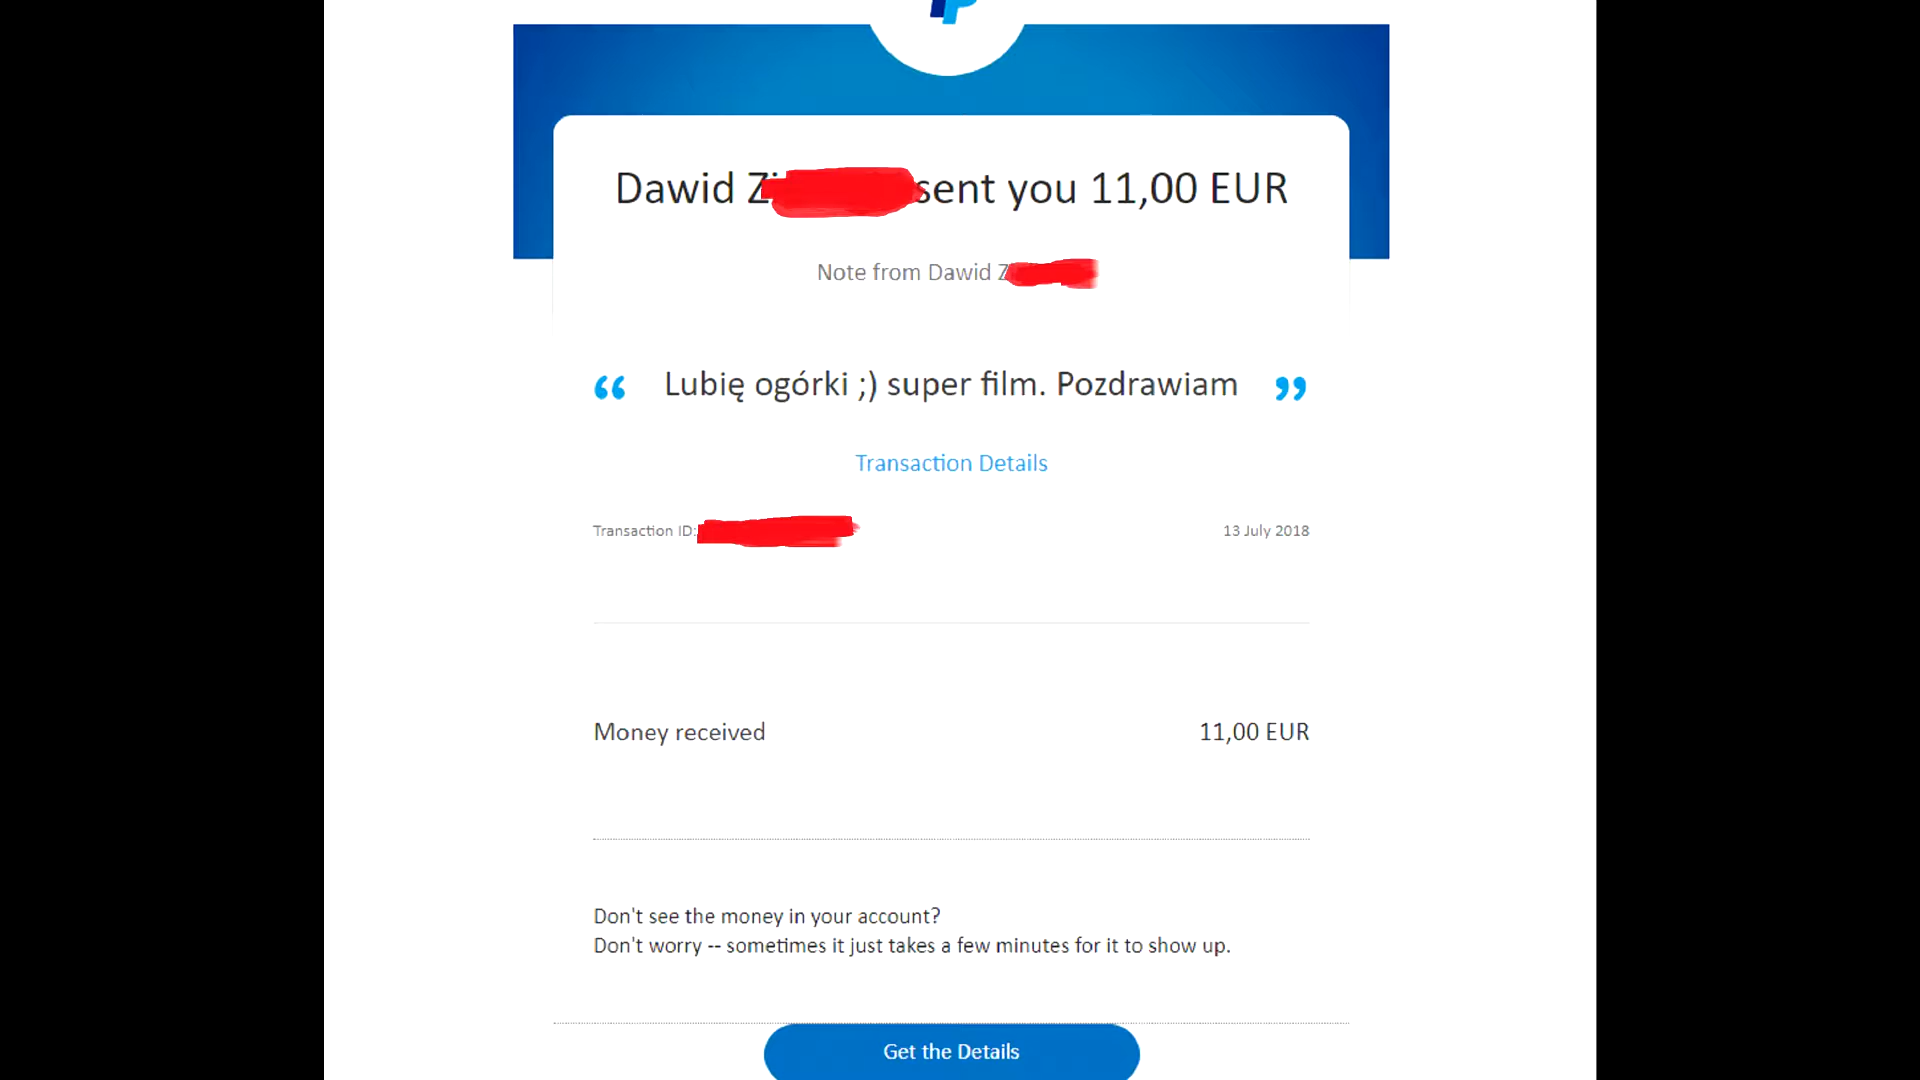 Dawid sent you 11,00 EUR
Note from Dawid
“ Lubię ogórki ;) super film. Pozdrawiam ”
Transaction Details
Transaction ID: 13 July 2018
Money received 11,00 EUR
Don't see the money in your account?
Don't worry -- sometimes it just takes a few minutes for it to show up.
Get the Details